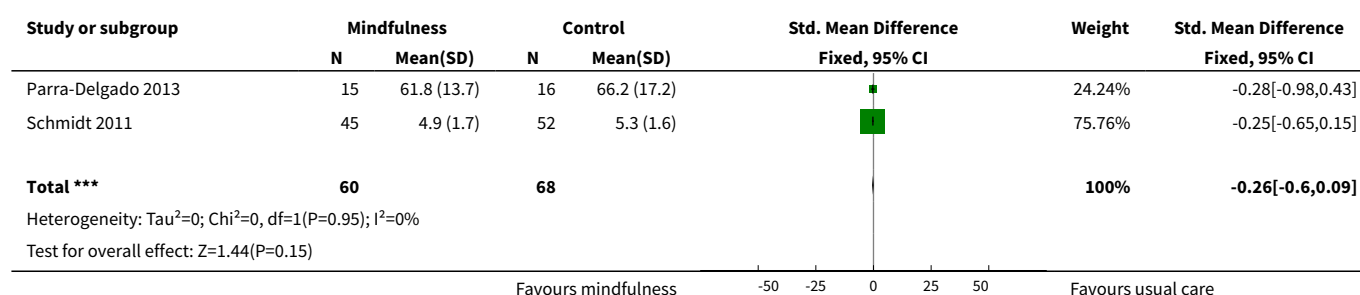 Study or subgroup Mindfulness Control Std. Mean Difference Weight Std. Mean Difference
N Mean(SD) N Mean(SD) Fixed, 95% CI Fixed, 95% CI
Parra-Delgado 2013 15 61.8 (13.7) 16 66.2 (17.2) 24.24% -0.28[-0.98,0.43]
Schmidt 2011 45 4.9 (1.7) 52 5.3 (1.6) 75.76% -0.25[-0.65,0.15]
Total *** 60 68 100% -0.26[-0.6,0.09]
Heterogeneity: Tau²=0; Chi²=0, df=1(P=0.95); I²=0%
Test for overall effect: Z=1.44(P=0.15)
Favours mindfulness -50 -25 0 25 50 Favours usual care